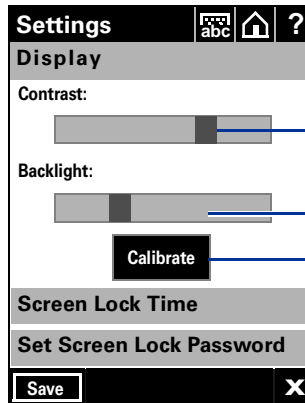 Settings abc ?
Display
Contrast:
Backlight:
Calibrate
Screen Lock Time
Set Screen Lock Password
Save X